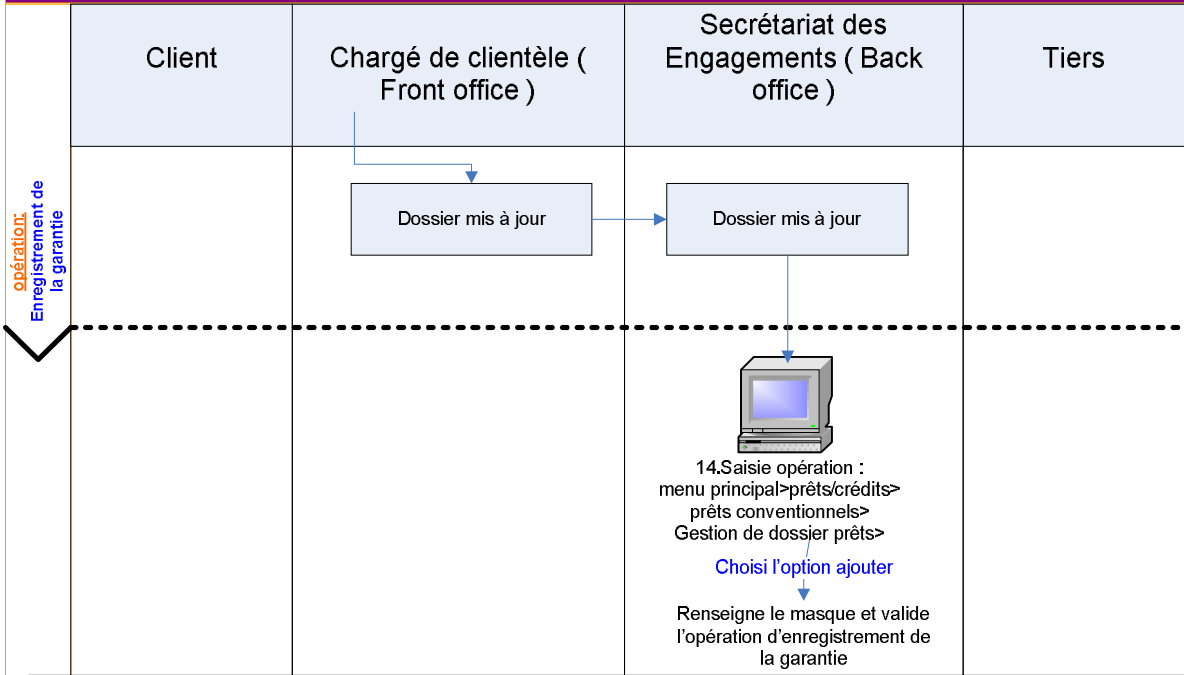 Client
Chargé de clientèle (
Front office )
Secrétariat des
Engagements ( Back
office )
Tiers
opération:
Enregistrement de
la garantie
Dossier mis à jour
Dossier mis à jour
14.Saisie opération :
menu principal>prêts/crédits>
prêts conventionnels>
Gestion de dossier prêts>
Choisi l’option ajouter
Renseigne le masque et valide
l’opération d’enregistrement de
la garantie